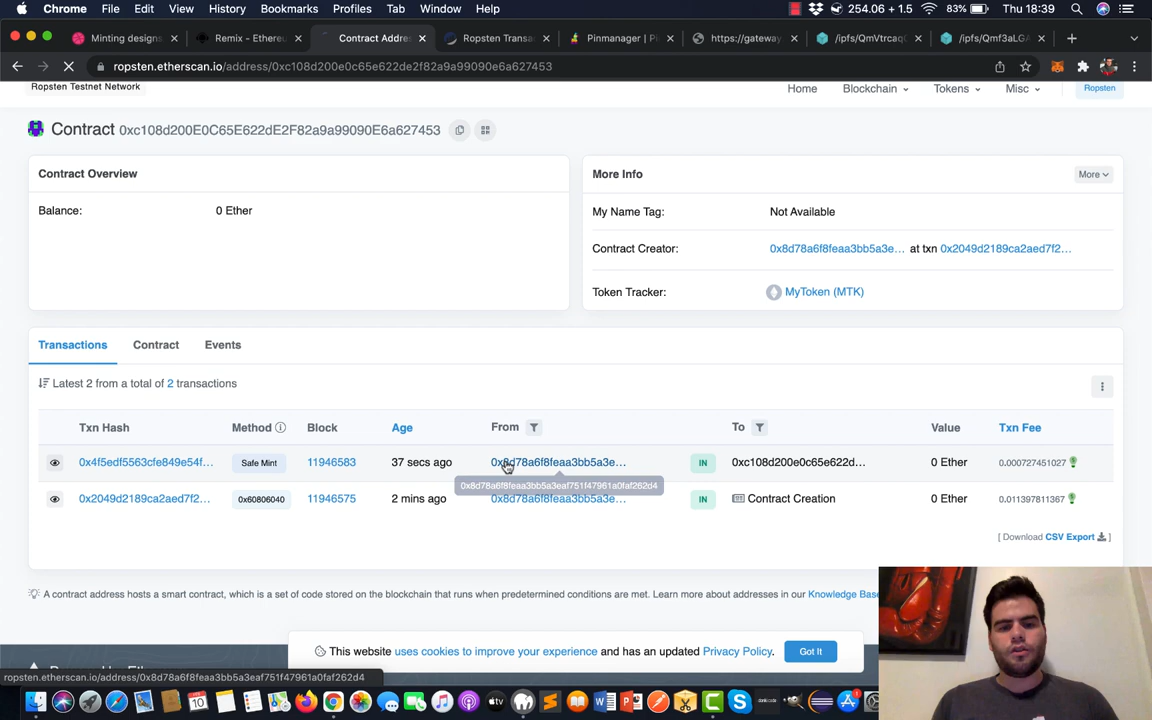 Chrome File Edit View History Bookmarks Profiles Tab Window Help 254.06 + 1.5 83% Thu 18:39
Minting designs Remix - Ethereu Contract Addre Ropsten Transa Pinmanager | Pi https://gateway /ipfs/QmVtrcaqC /ipfs/Qmf3aLGA
ropsten.etherscan.io/address/0xc108d200e0c65e622de2f82a9a99090e6a627453
Ropsten Testnet Network Home Blockchain Tokens Misc Ropsten
Contract 0xc108d200E0C65E622dE2F82a9a99090E6a627453
Contract Overview
Balance: 0 Ether
More Info More
My Name Tag: Not Available
Contract Creator: 0x8d78a6f8feaa3bb5a3e... at txn 0x2049d2189ca2aed7f2...
Token Tracker: MyToken (MTK)
Transactions Contract Events
Latest 2 from a total of 2 transactions
Txn Hash Method Block Age From To Value Txn Fee
0x4f5edf5563cfe849e54f... Safe Mint 11946583 37 secs ago 0x8d78a6f8feaa3bb5a3e... IN 0xc108d200e0c65e622d... 0 Ether 0.000727451027
0x8d78a6f8feaa3bb5a3eaf751f47961a0faf262d4
0x2049d2189ca2aed7f2... 0x60806040 11946575 2 mins ago 0x8d78a6f8feaa3bb5a3e... IN Contract Creation 0 Ether 0.011397811367
[ Download CSV Export ]
A contract address hosts a smart contract, which is a set of code stored on the blockchain that runs when predetermined conditions are met. Learn more about addresses in our Knowledge Base
This website uses cookies to improve your experience and has an updated Privacy Policy. Got It
ropsten.etherscan.io/address/0x8d78a6f8feaa3bb5a3eaf751f47961a0faf262d4